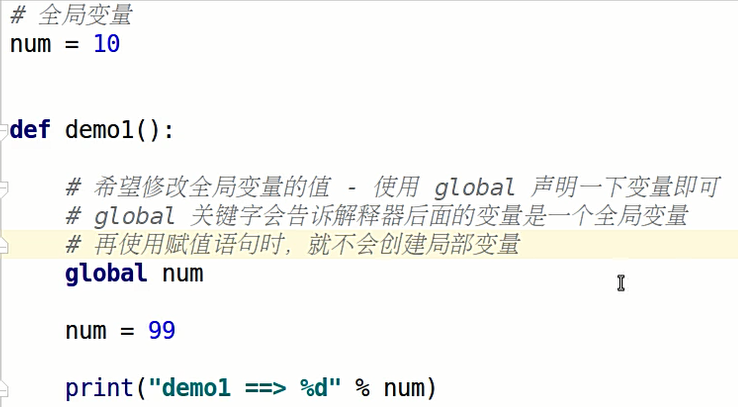 # 全局变量
num = 10
def demo1():
# 希望修改全局变量的值 - 使用 global 声明一下变量即可
# global 关键字会告诉解释器后面的变量是一个全局变量
# 再使用赋值语句时，就不会创建局部变量
global num
num = 99
print("demo1 ==> %d" % num)